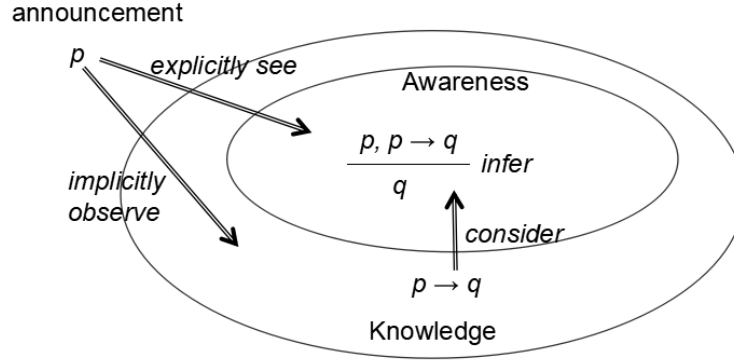 announcement
p
explicitly see
Awareness
p, p → q
infer
q
implicitly
observe
consider
p → q
Knowledge